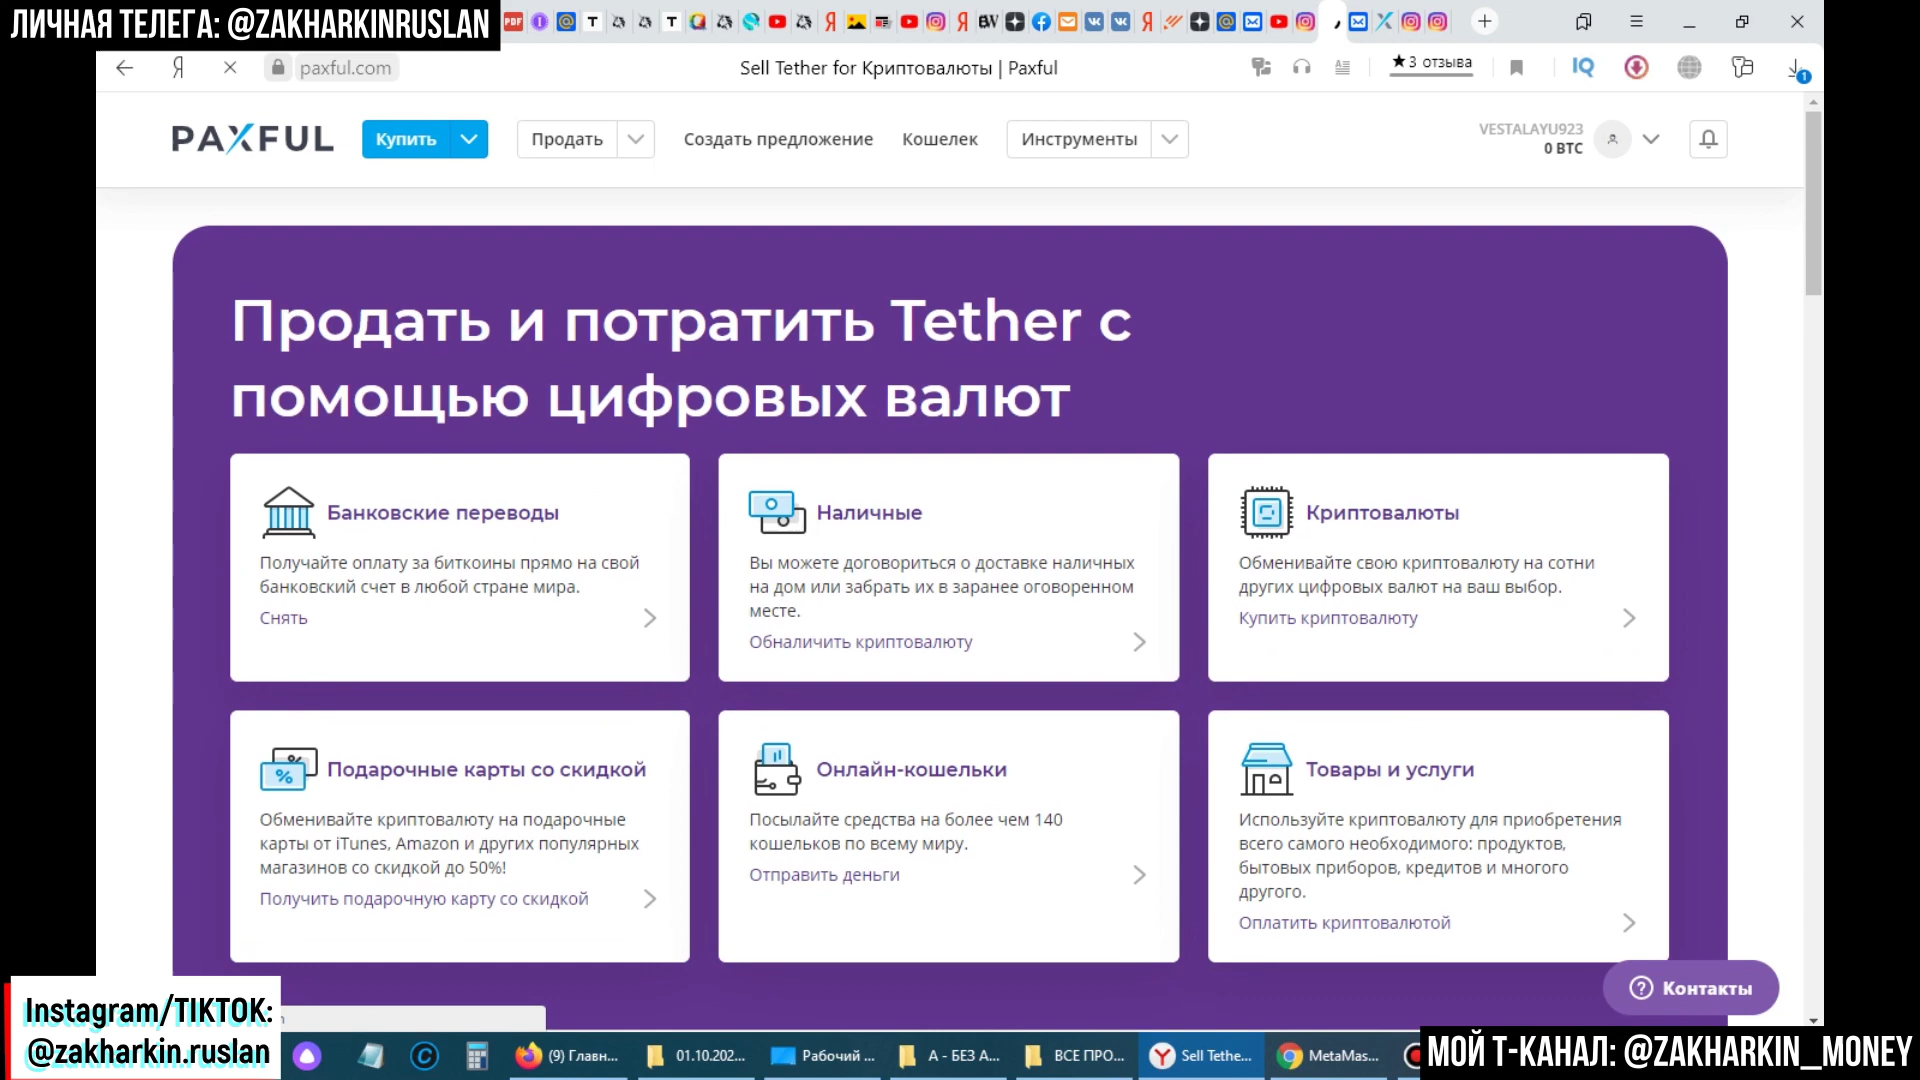 ЛИЧНАЯ ТЕЛЕГА: @ZAKHARKINRUSLAN
paxful.com
Sell Tether for Криптовалюты | Paxful
★3 отзыва
IQ
1
PAXFUL
Купить
Продать
Создать предложение
Кошелек
Инструменты
VESTALAYU923
0 BTC
Продать и потратить Tether с
помощью цифровых валют
Банковские переводы
Получайте оплату за биткоины прямо на свой
банковский счет в любой стране мира.
Снять
Наличные
Вы можете договориться о доставке наличных
на дом или забрать их в заранее оговоренном
месте.
Обналичить криптовалюту
Криптовалюты
Обменивайте свою криптовалюту на сотни
других цифровых валют на ваш выбор.
Купить криптовалюту
Подарочные карты со скидкой
Обменивайте криптовалюту на подарочные
карты от iTunes, Amazon и других популярных
магазинов со скидкой до 50%!
Получить подарочную карту со скидкой
Онлайн-кошельки
Посылайте средства на более чем 140
кошельков по всему миру.
Отправить деньги
Товары и услуги
Используйте криптовалюту для приобретения
всего самого необходимого: продуктов,
бытовых приборов, кредитов и многого
другого.
Оплатить криптовалютой
Контакты
Instagram/TIKTOK:
@zakharkin.ruslan
(9) Главн...
01.10.202...
Рабочий ...
А - БЕЗ А...
ВСЕ ПРО...
Sell Tethe...
MetaMas...
МОЙ Т-КАНАЛ: @ZAKHARKIN_MONEY